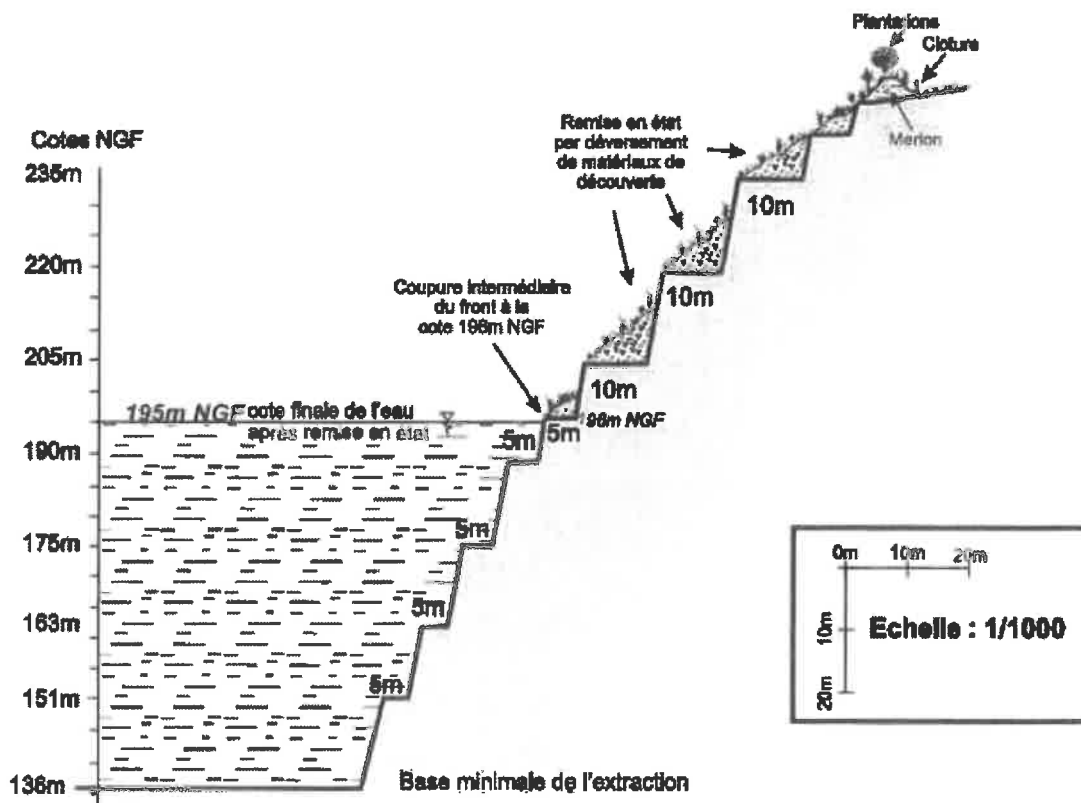 Plantations
Cloture
Merlon
Cotes NGF
Remise en état
par déversement
de matériaux de
découverte
235m
10m
220m
10m
Coupure intermédiaire
du front à la
cote 196m NGF
205m
10m
195m NGF cote finale de l'eau
après remise en état
5m
96m NGF
5m
190m
5m
175m
5m
163m
5m
151m
136m
Base minimale de l'extraction
0m 10m 20m
10m
20m
Echelle : 1/1000